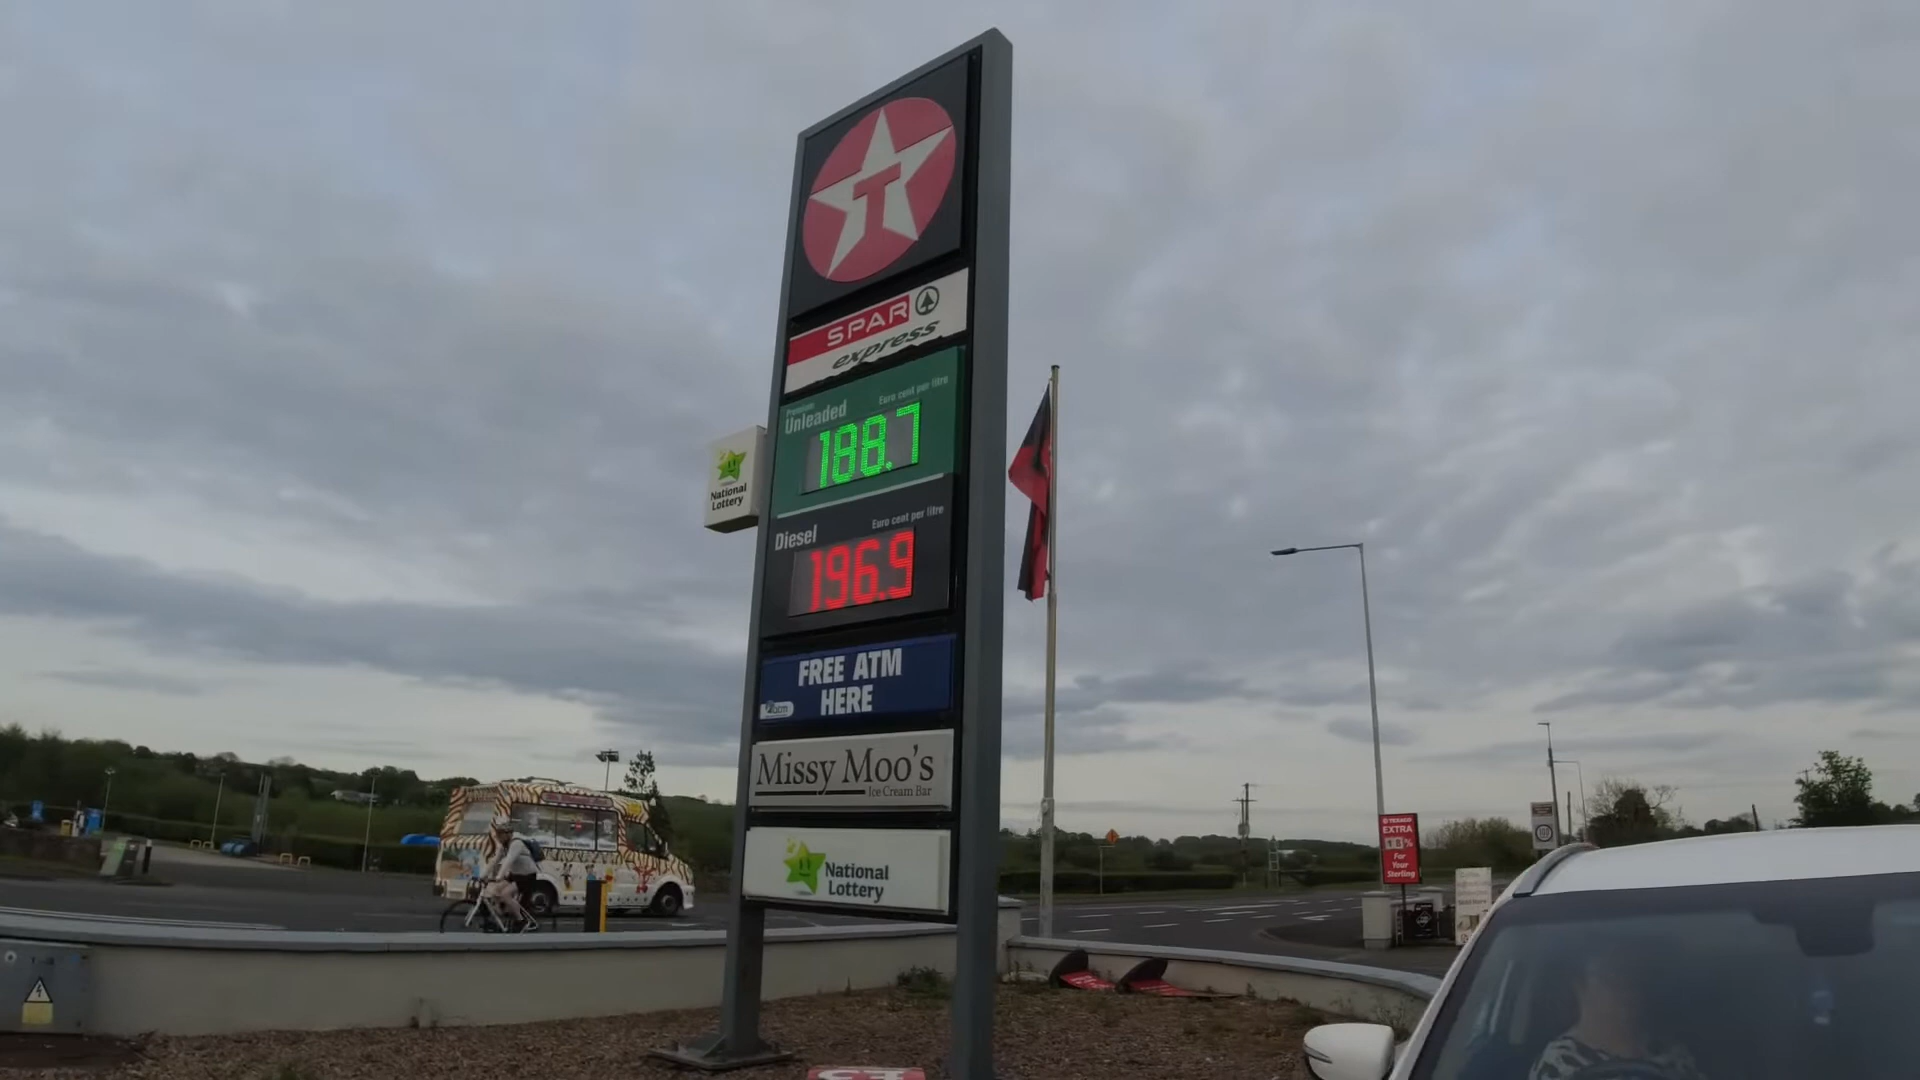 T
SPAR
express
Premium
Unleaded
Euro cent per litre
188.7
National
Lottery
Diesel
Euro cent per litre
196.9
FREE ATM
HERE
Missy Moo's
Ice Cream Bar
National
Lottery
TEXACO
EXTRA
18%
For
Your
Sterling